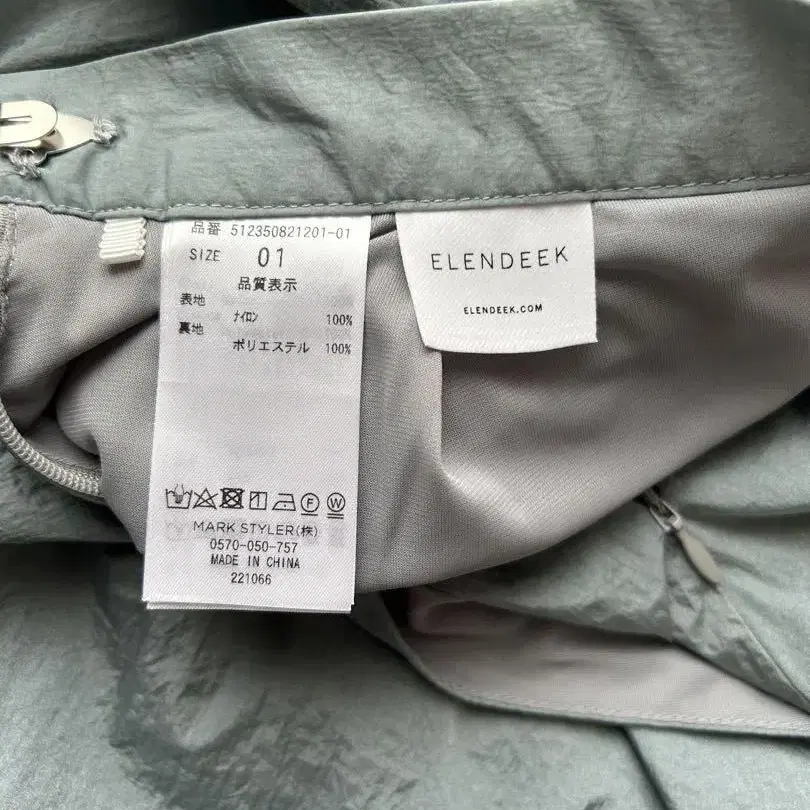 品番 512350821201-01
SIZE 01
品質表示
表地
ナイロン 100%
裏地
ポリエステル 100%
F W
MARK STYLER(株)
0570-050-757
MADE IN CHINA
221066
ELENDEEK
ELENDEEK.COM